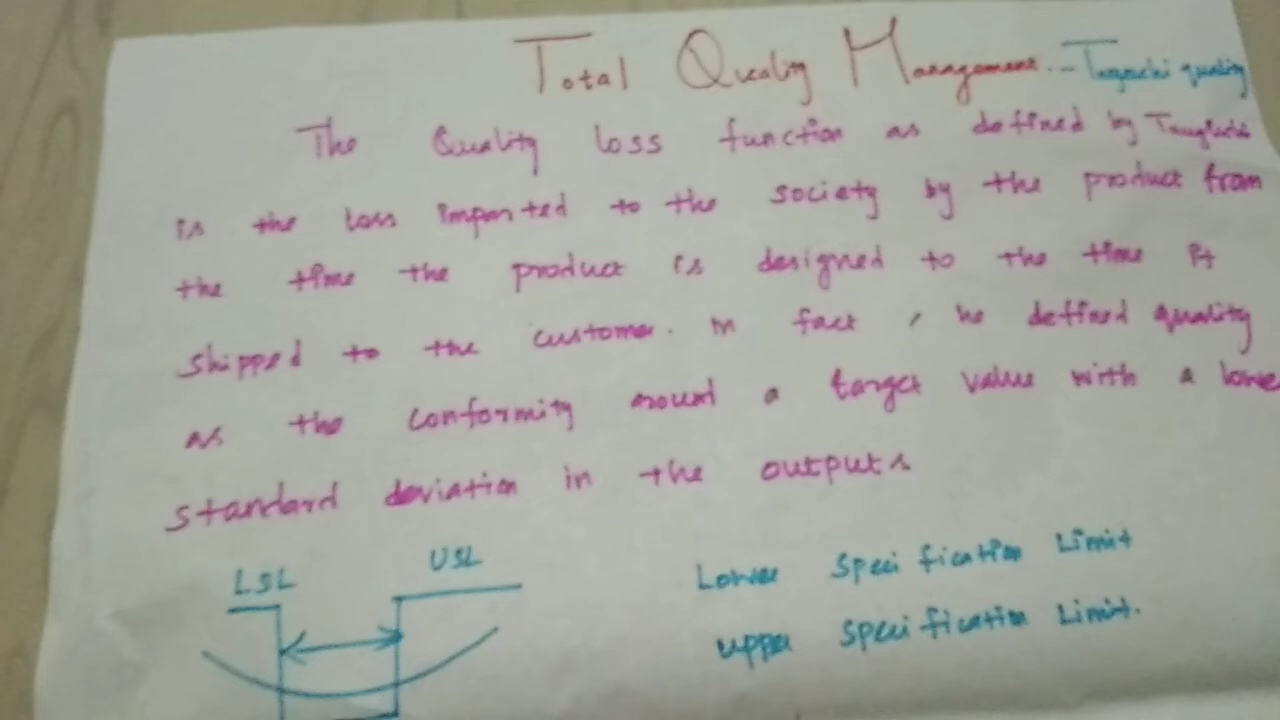 Total Quality Management. - Taguchi quality
The Quality loss function as defined by Taughchi
is the loss imparted to the society by the product from
the time the product is designed to the time it
shipped to the customer. In fact, he defined quality
as the conformity around a target value with a lower
standard deviation in the outputs
LSL USL
Lower Specification Limit
Upper Specification Limit.